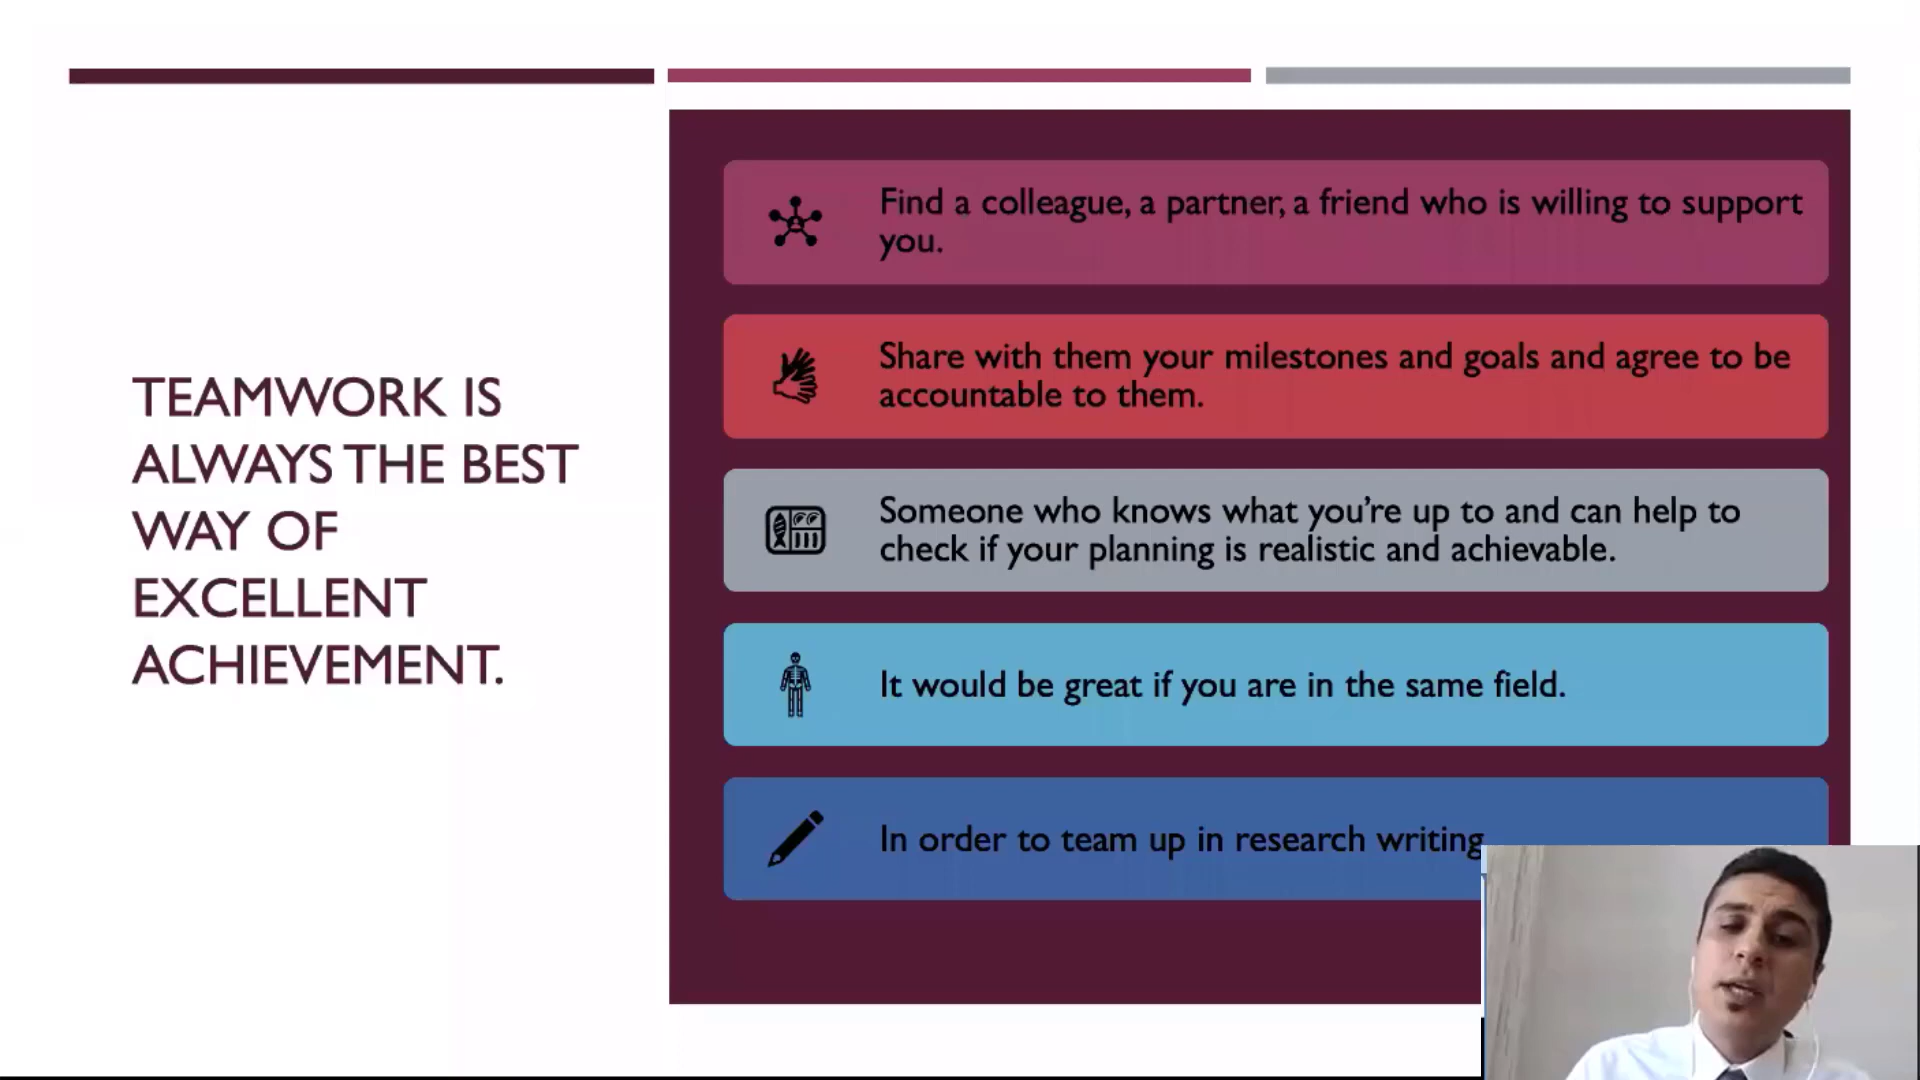 TEAMWORK IS
ALWAYS THE BEST
WAY OF
EXCELLENT
ACHIEVEMENT.
Find a colleague, a partner, a friend who is willing to support
you.
Share with them your milestones and goals and agree to be
accountable to them.
Someone who knows what you’re up to and can help to
check if your planning is realistic and achievable.
It would be great if you are in the same field.
In order to team up in research writing